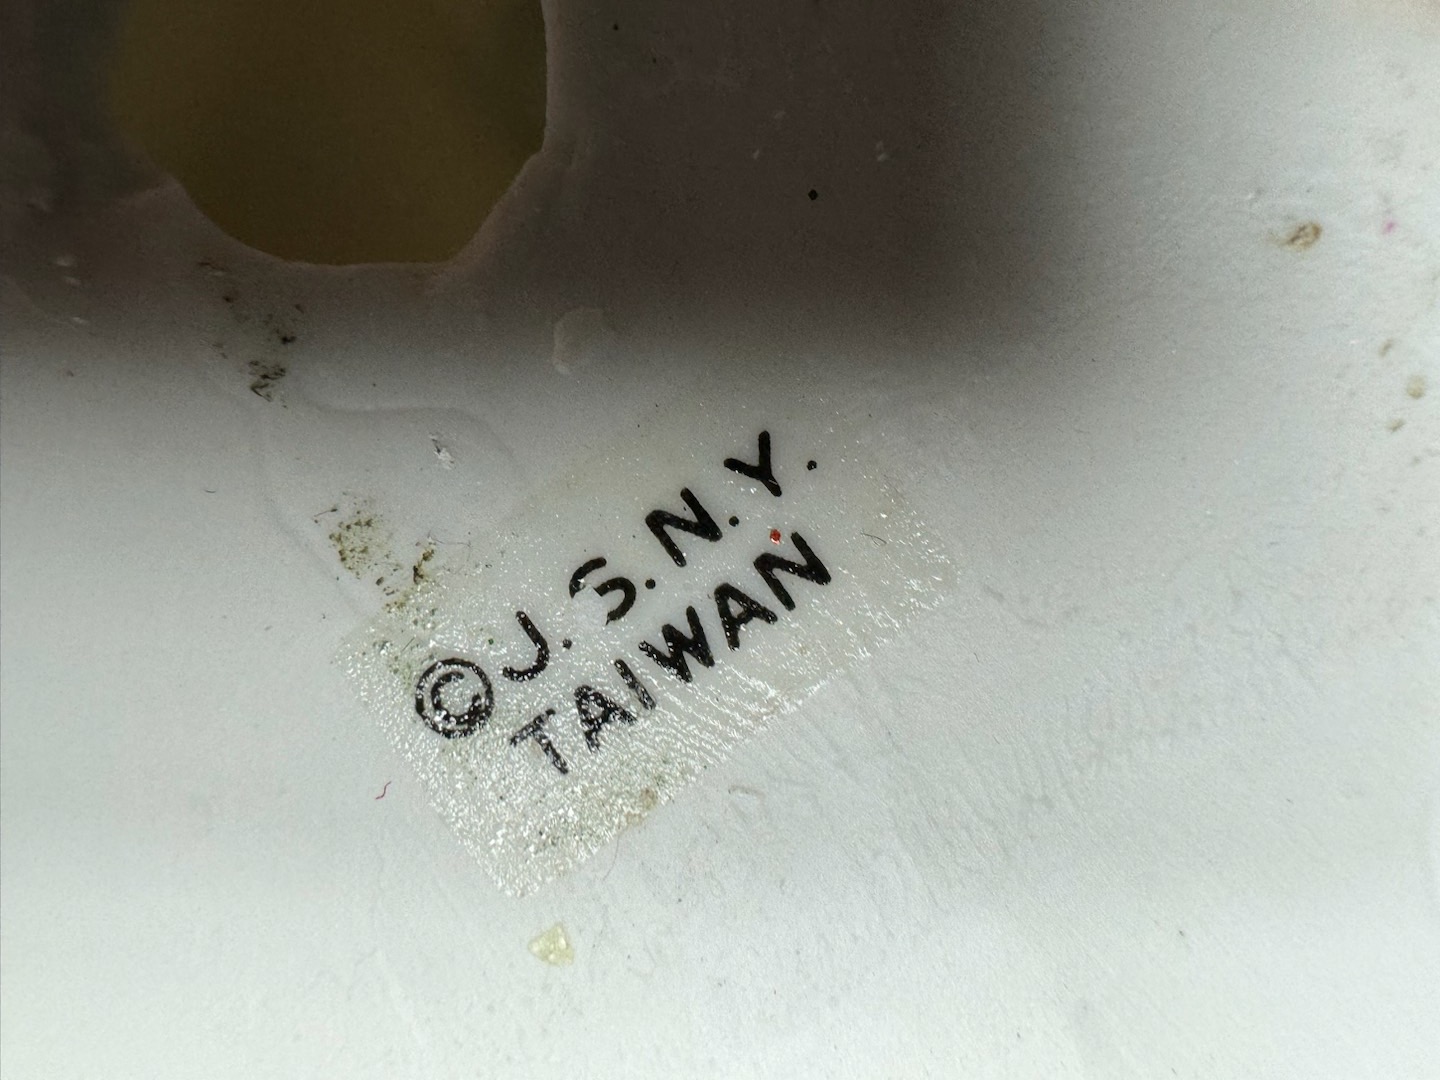 © J. S. N. Y.
TAIWAN